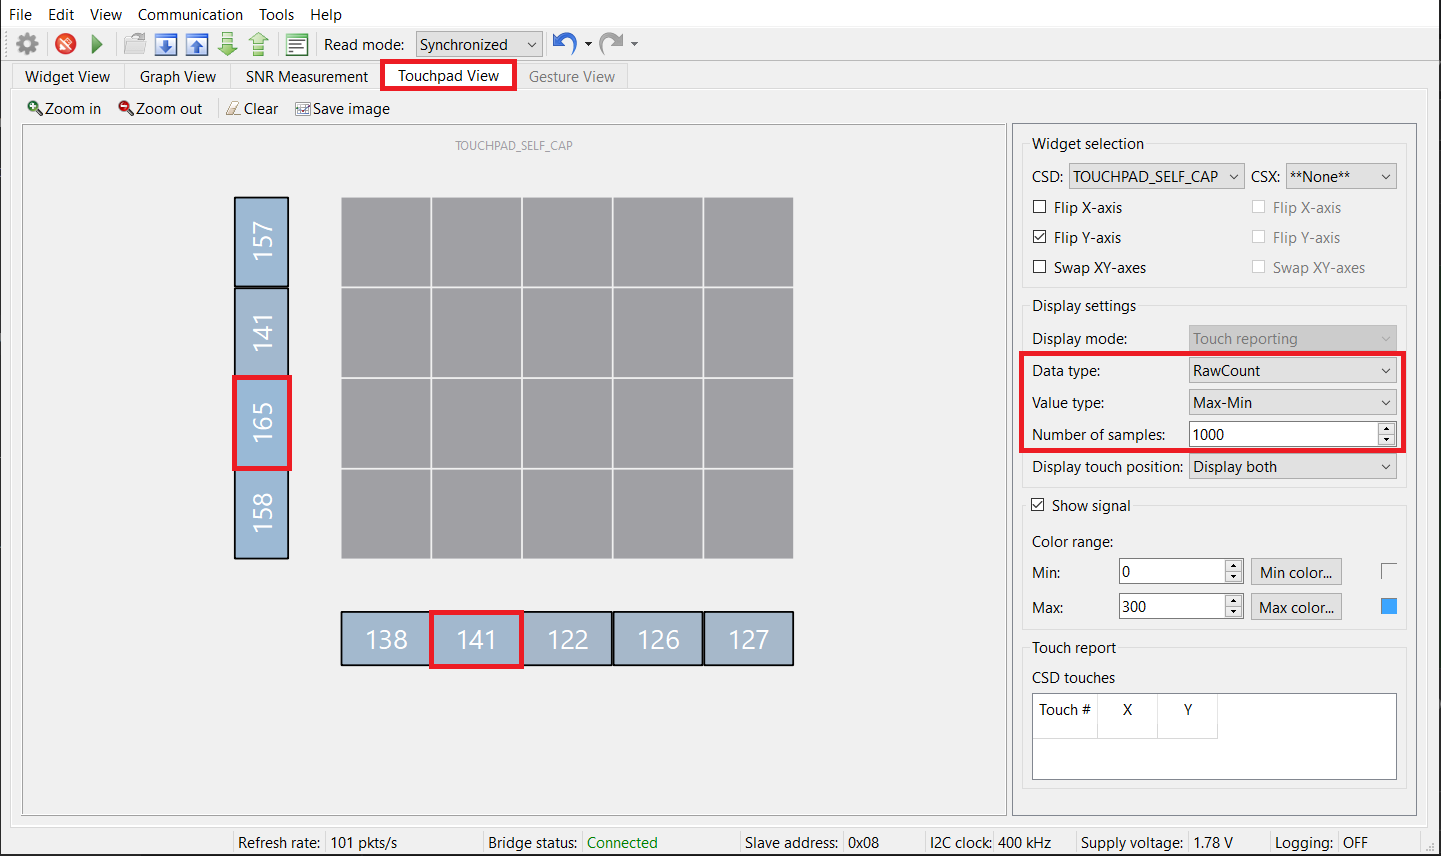 File Edit View Communication Tools Help
Read mode: Synchronized
Widget View Graph View SNR Measurement Touchpad View Gesture View
Zoom in Zoom out Clear Save image
TOUCHPAD_SELF_CAP
157
141
165
158
138 141 122 126 127
Widget selection
CSD: TOUCHPAD_SELF_CAP CSX: **None**
Flip X-axis Flip X-axis
Flip Y-axis Flip Y-axis
Swap XY-axes Swap XY-axes
Display settings
Display mode: Touch reporting
Data type: RawCount
Value type: Max-Min
Number of samples: 1000
Display touch position: Display both
Show signal
Color range:
Min: 0 Min color...
Max: 300 Max color...
Touch report
CSD touches
Touch # X Y
Refresh rate: 101 pkts/s Bridge status: Connected Slave address: 0x08 I2C clock: 400 kHz Supply voltage: 1.78 V Logging: OFF